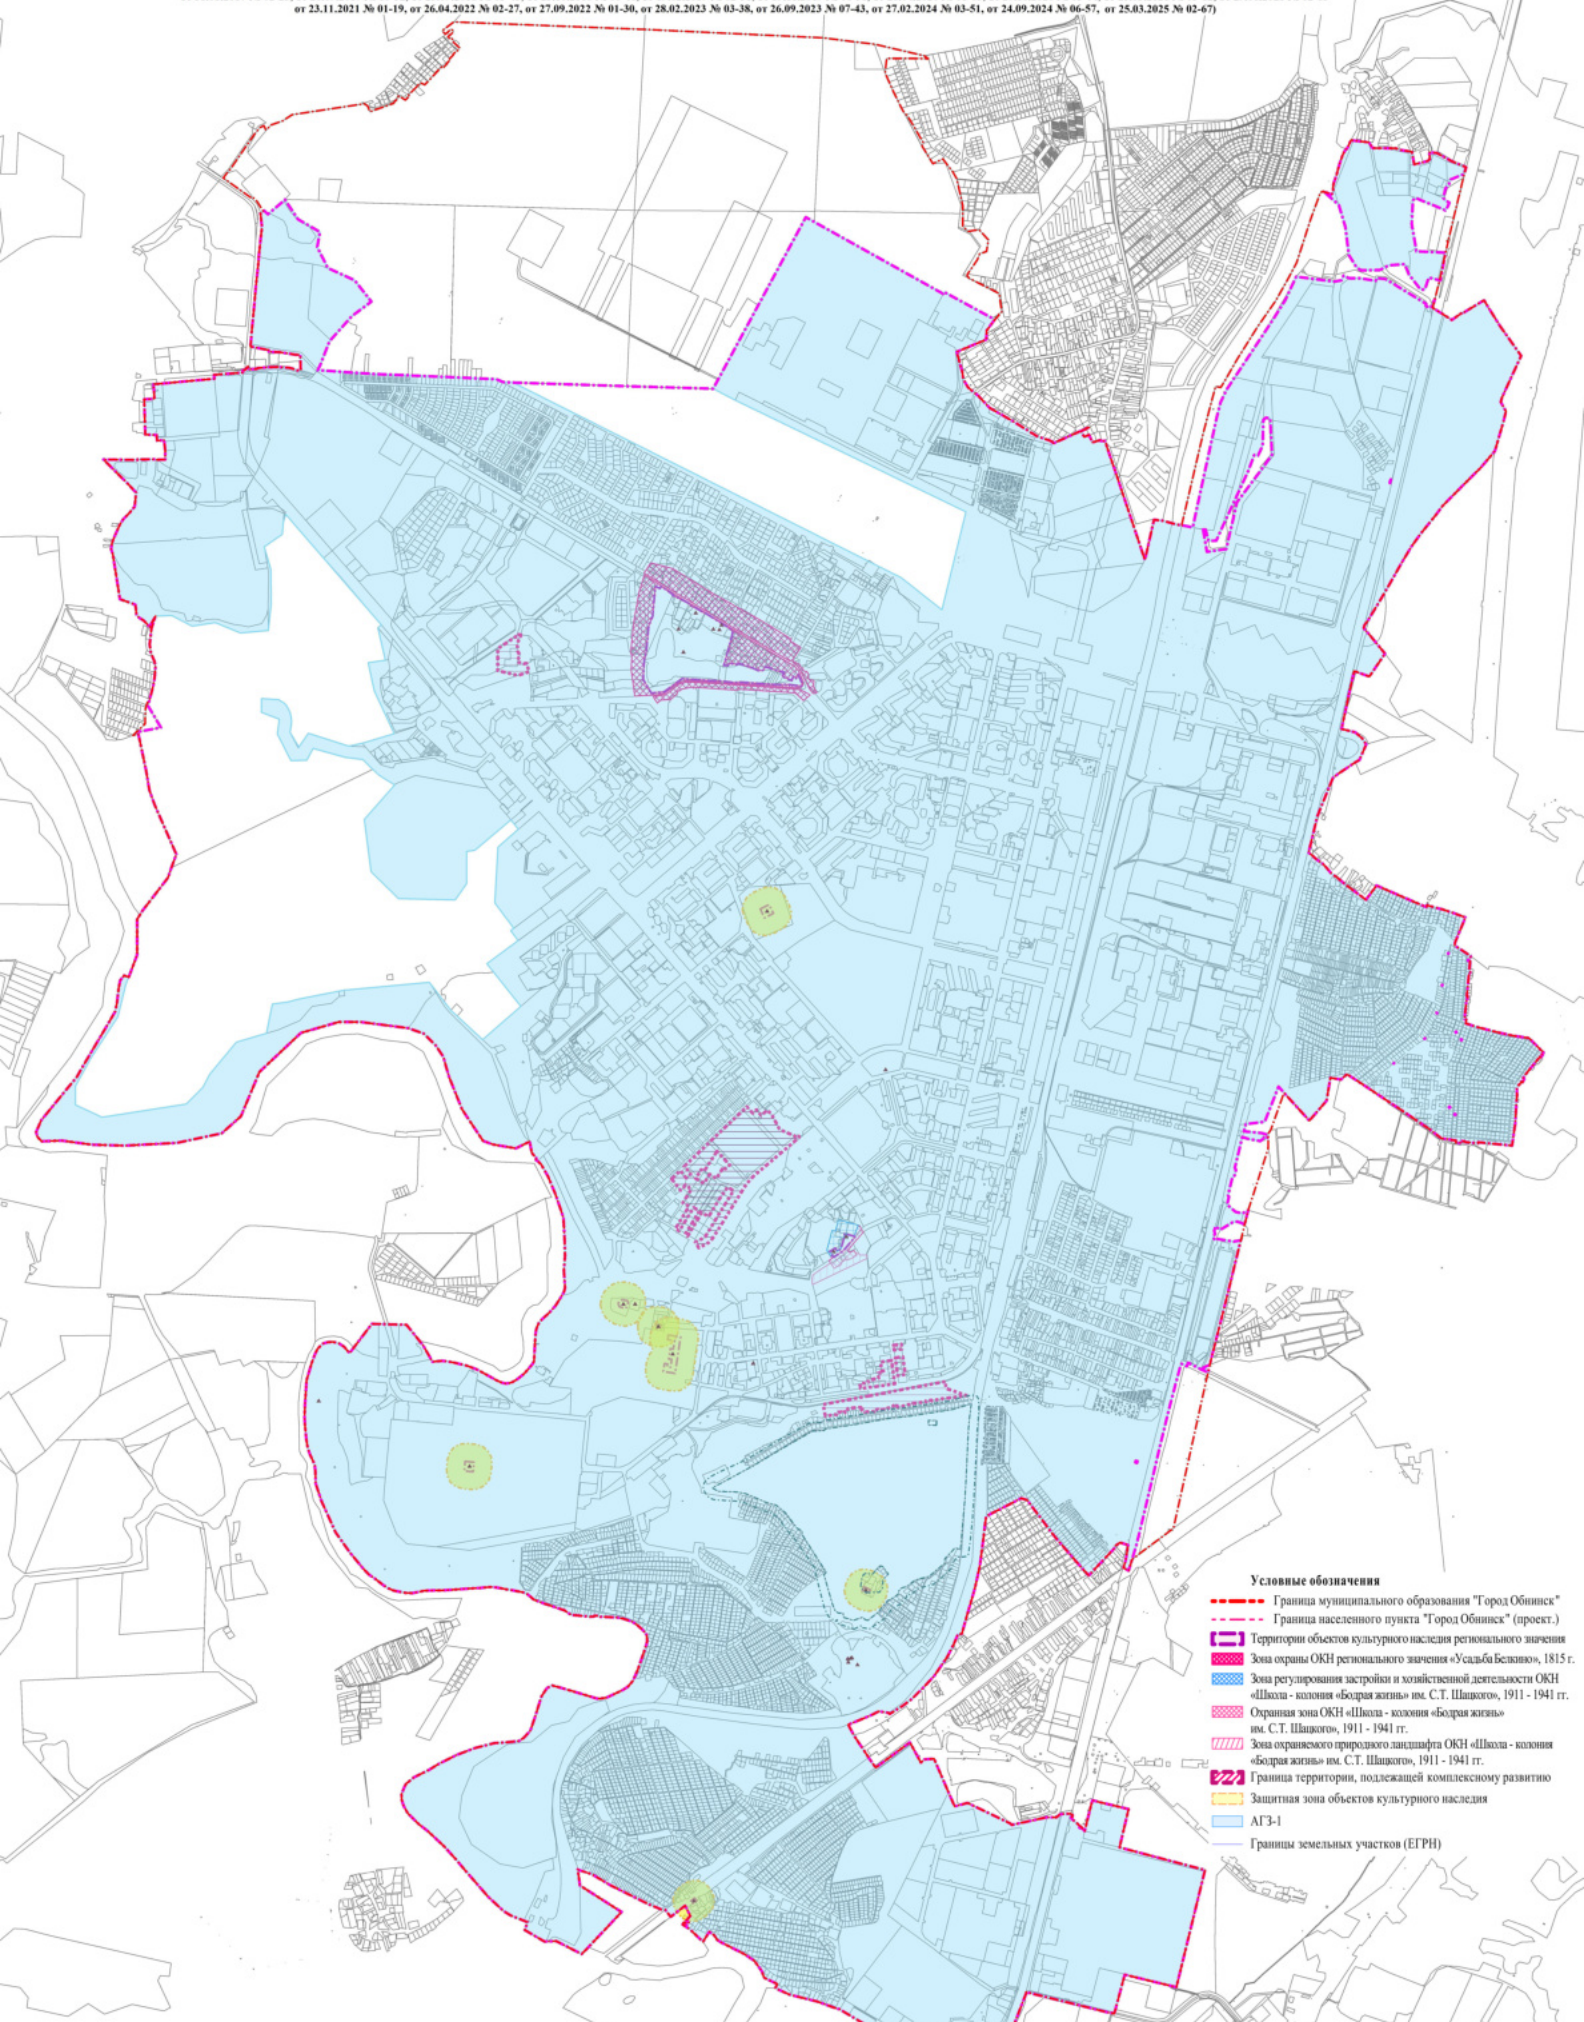 от 23.11.2021 № 01-19, от 26.04.2022 № 02-27, от 27.09.2022 № 01-30, от 28.02.2023 № 03-38, от 26.09.2023 № 07-43, от 27.02.2024 № 03-51, от 24.09.2024 № 06-57, от 25.03.2025 № 02-67)
Условные обозначения
Граница муниципального образования "Город Обнинск"
Граница населенного пункта "Город Обнинск" (проект.)
Территории объектов культурного наследия регионального значения
Зона охраны ОКН регионального значения «Усадьба Белкино», 1815 г.
Зона регулирования застройки и хозяйственной деятельности ОКН
«Школа - колония «Бодрая жизнь» им. С.Т. Шацкого», 1911 - 1941 гг.
Охранная зона ОКН «Школа - колония «Бодрая жизнь»
им. С.Т. Шацкого», 1911 - 1941 гг.
Зона охраняемого природного ландшафта ОКН «Школа - колония
«Бодрая жизнь» им. С.Т. Шацкого», 1911 - 1941 гг.
Граница территории, подлежащей комплексному развитию
Защитная зона объектов культурного наследия
АГЗ-1
Границы земельных участков (ЕГРН)